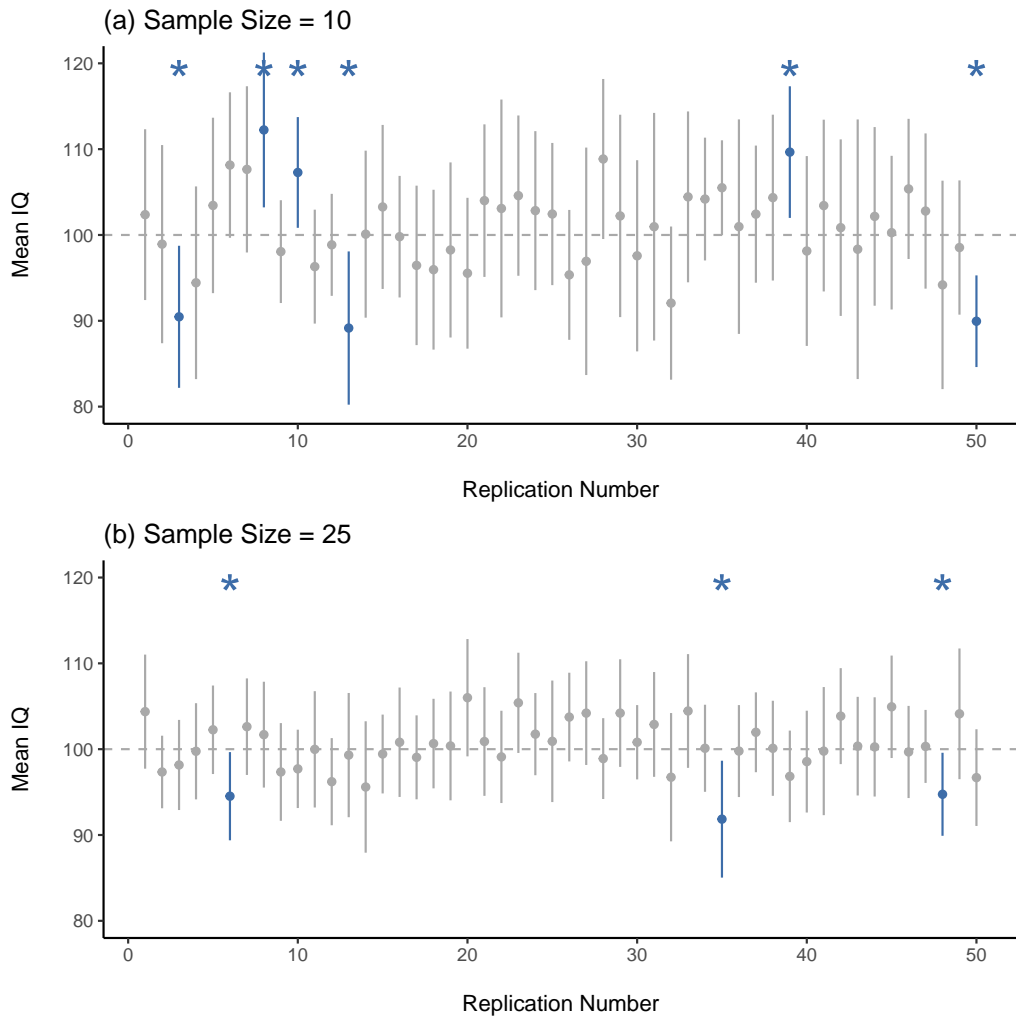 (a) Sample Size = 10
120
110
100
90
80
Mean IQ
* * * * * *
0 10 20 30 40 50
Replication Number
(b) Sample Size = 25
120
110
100
90
80
Mean IQ
* * *
0 10 20 30 40 50
Replication Number